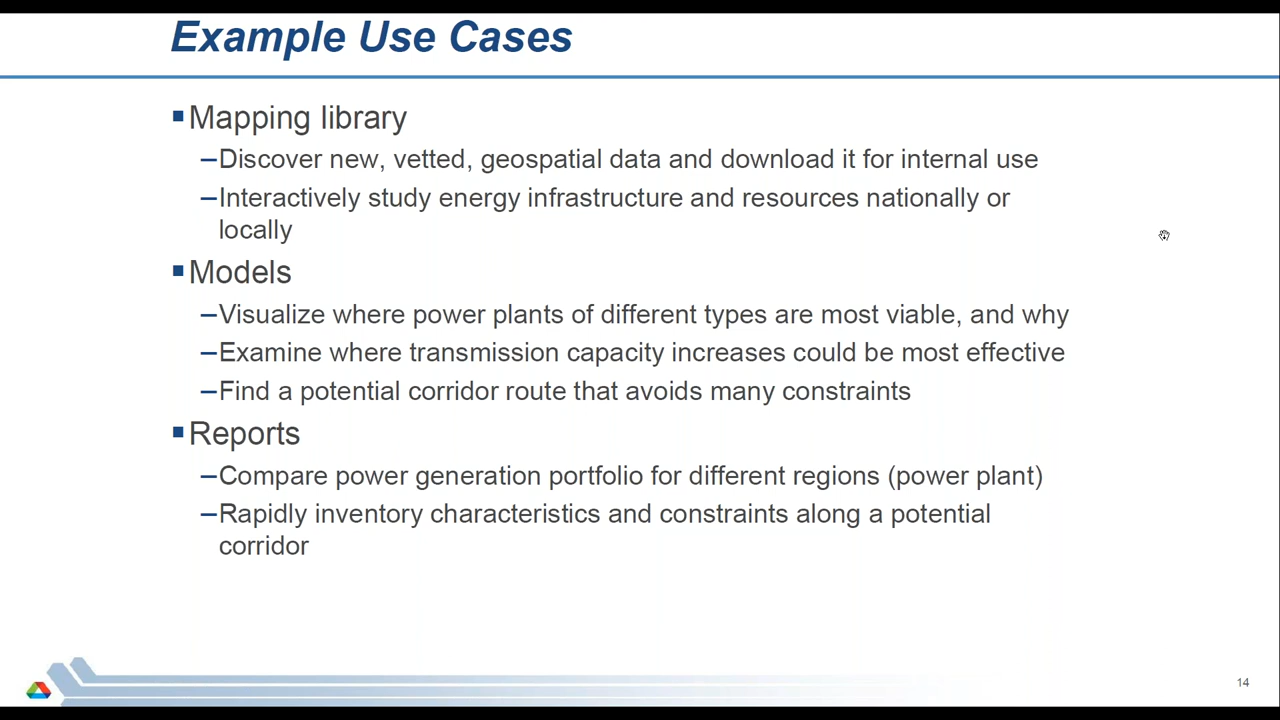 Example Use Cases
▪Mapping library
–Discover new, vetted, geospatial data and download it for internal use
–Interactively study energy infrastructure and resources nationally or
locally
▪Models
–Visualize where power plants of different types are most viable, and why
–Examine where transmission capacity increases could be most effective
–Find a potential corridor route that avoids many constraints
▪Reports
–Compare power generation portfolio for different regions (power plant)
–Rapidly inventory characteristics and constraints along a potential
corridor
14